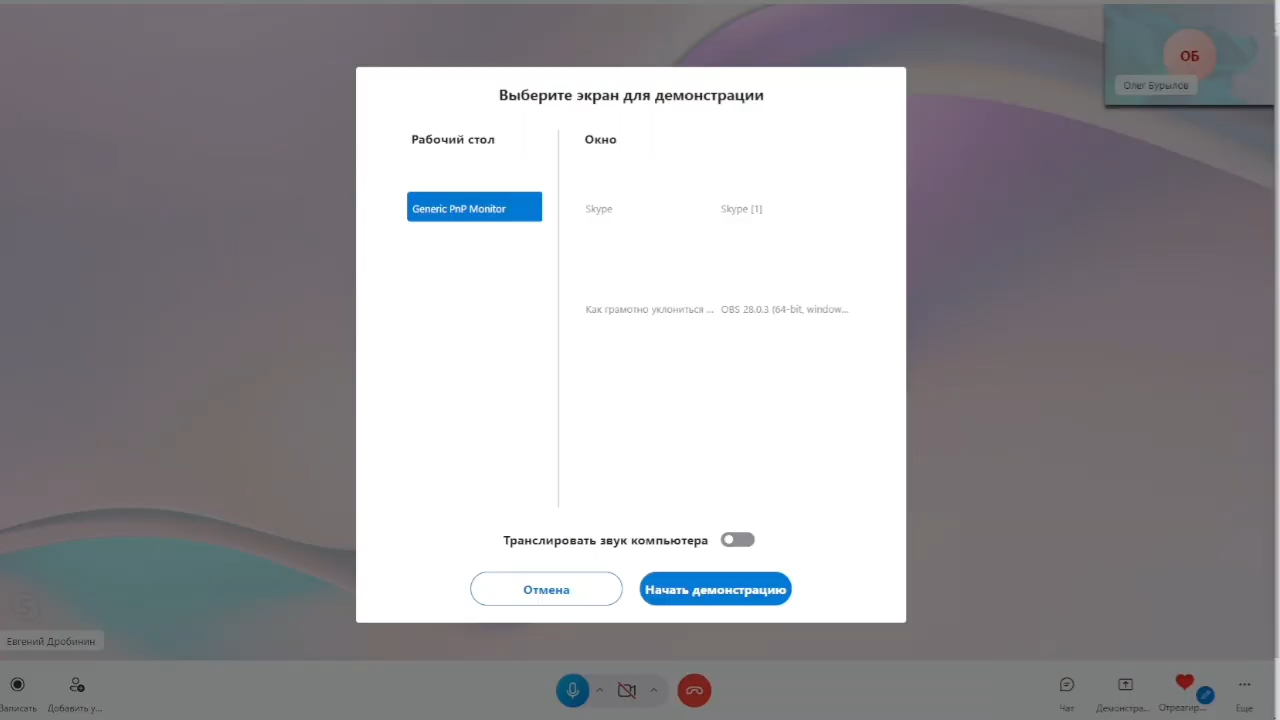 ОБ
Олег Бурылов
Выберите экран для демонстрации
Рабочий стол
Окно
Generic PnP Monitor
Skype
Skype [1]
Как грамотно уклониться ...
OBS 28.0.3 (64-bit, window...
Транслировать звук компьютера
Отмена
Начать демонстрацию
Евгений Дробинин
Записать
Добавить у...
Чат
Демонстра...
Отреагир...
Еще